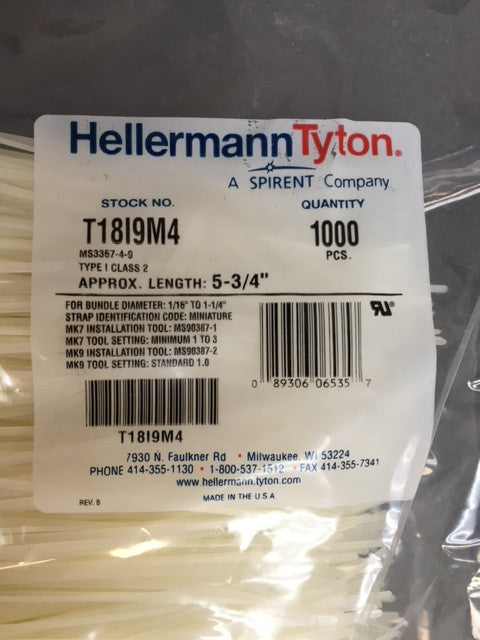 HellermannTyton®
A SPIRENT Company
STOCK NO. QUANTITY
T18I9M4 1000
MS3367-4-9 PCS.
TYPE I CLASS 2
APPROX. LENGTH: 5-3/4"
FOR BUNDLE DIAMETER: 1/16" TO 1-1/4"
STRAP IDENTIFICATION CODE: MINIATURE
MK7 INSTALLATION TOOL: MS90387-1
MK7 TOOL SETTING: MINIMUM 1 TO 3
MK9 INSTALLATION TOOL: MS90387-2
MK9 TOOL SETTING: STANDARD 1.0
0 89306 06535 7
T18I9M4
7930 N. Faulkner Rd • Milwaukee, WI 53224
PHONE 414-355-1130 • 1-800-537-1512 • FAX 414-355-7341
www.hellermann.tyton.com
REV. B MADE IN THE U S A